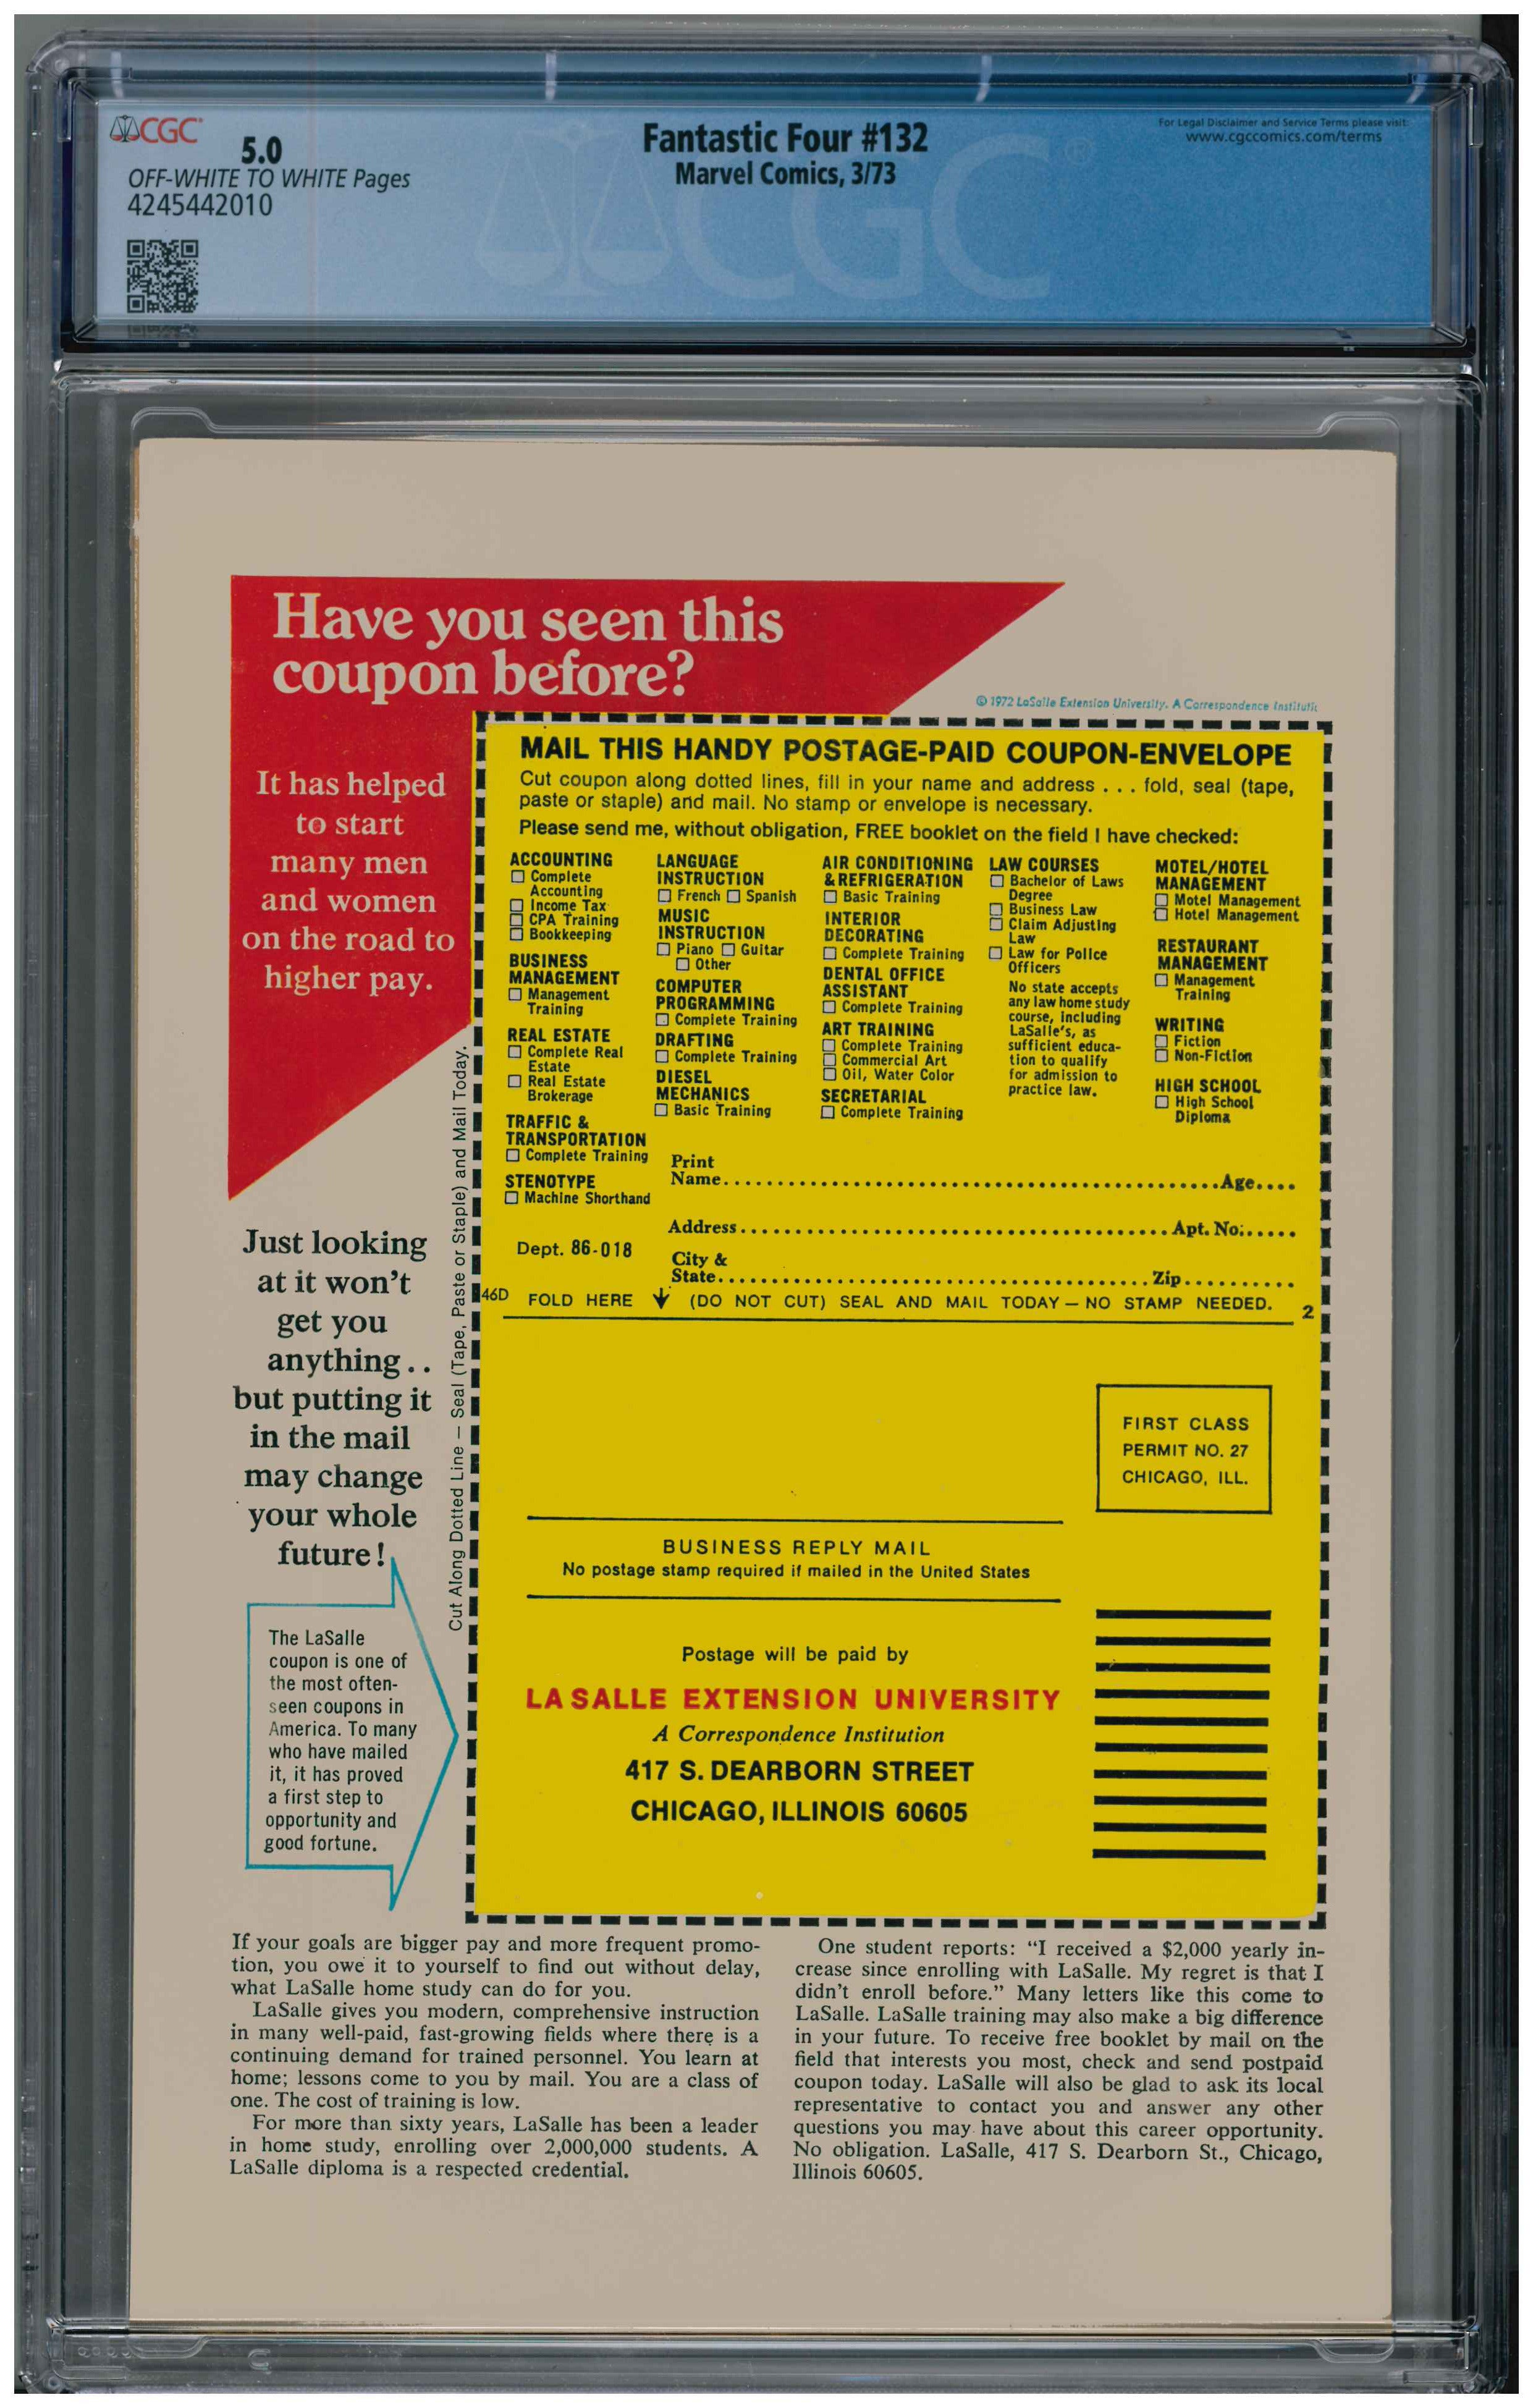 CGC
5.0
OFF-WHITE TO WHITE Pages
4245442010
Fantastic Four #132
Marvel Comics, 3/73
For Legal Disclaimer and Service Terms please visit:
www.cgccomics.com/terms
CGC
Have you seen this
coupon before?
© 1972 LaSalle Extension University. A Correspondence
It has helped
to start
many men
and women
on the road to
higher pay.
MAIL THIS HANDY POSTAGE-PAID COUPON-ENVELOPE
Cut coupon along dotted lines, fill in your name and address . . . fold, seal (tape,
paste or staple) and mail. No stamp or envelope is necessary.
Please send me, without obligation, FREE booklet on the field I have checked:
ACCOUNTING
Complete
Accounting
Income Tax
CPA Training
Bookkeeping
BUSINESS
MANAGEMENT
Management
Training
REAL ESTATE
Complete Real
Estate
Real Estate
Brokerage
TRAFFIC &
TRANSPORTATION
Complete Training
STENOTYPE
Machine Shorthand
LANGUAGE
INSTRUCTION
French Spanish
MUSIC
INSTRUCTION
Piano Guitar
Other
COMPUTER
PROGRAMMING
Complete Training
DRAFTING
Complete Training
DIESEL
MECHANICS
Basic Training
AIR CONDITIONING
& REFRIGERATION
Basic Training
INTERIOR
DECORATING
Complete Training
DENTAL OFFICE
ASSISTANT
Complete Training
ART TRAINING
Complete Training
Commercial Art
Oil, Water Color
SECRETARIAL
Complete Training
LAW COURSES
Bachelor of Laws
Degree
Business Law
Claim Adjusting
Law
Law for Police
Officers
No state accepts
any law home study
course, including
LaSalle's, as
sufficient educa-
tion to qualify
for admission to
practice law.
MOTEL/HOTEL
MANAGEMENT
Motel Management
Hotel Management
RESTAURANT
MANAGEMENT
Management
Training
WRITING
Fiction
Non-Fiction
HIGH SCHOOL
High School
Diploma
Print
Name..........Age....
Address..........Apt. No......
Dept. 86-018
City &
State..........Zip..........
46D FOLD HERE (DO NOT CUT) SEAL AND MAIL TODAY — NO STAMP NEEDED. 2
Cut Along Dotted Line — Seal (Tape, Paste or Staple) and Mail Today.
Just looking
at it won't
get you
anything . .
but putting it
in the mail
may change
your whole
future!
The LaSalle
coupon is one of
the most often-
seen coupons in
America. To many
who have mailed
it, it has proved
a first step to
opportunity and
good fortune.
FIRST CLASS
PERMIT NO. 27
CHICAGO, ILL.
BUSINESS REPLY MAIL
No postage stamp required if mailed in the United States
Postage will be paid by
LA SALLE EXTENSION UNIVERSITY
A Correspondence Institution
417 S. DEARBORN STREET
CHICAGO, ILLINOIS 60605
If your goals are bigger pay and more frequent promo-
tion, you owe it to yourself to find out without delay,
what LaSalle home study can do for you.
LaSalle gives you modern, comprehensive instruction
in many well-paid, fast-growing fields where there is a
continuing demand for trained personnel. You learn at
home; lessons come to you by mail. You are a class of
one. The cost of training is low.
For more than sixty years, LaSalle has been a leader
in home study, enrolling over 2,000,000 students. A
LaSalle diploma is a respected credential.
One student reports: "I received a $2,000 yearly in-
crease since enrolling with LaSalle. My regret is that I
didn't enroll before." Many letters like this come to
LaSalle. LaSalle training may also make a big difference
in your future. To receive free booklet by mail on the
field that interests you most, check and send postpaid
coupon today. LaSalle will also be glad to ask its local
representative to contact you and answer any other
questions you may have about this career opportunity.
No obligation. LaSalle, 417 S. Dearborn St., Chicago,
Illinois 60605.